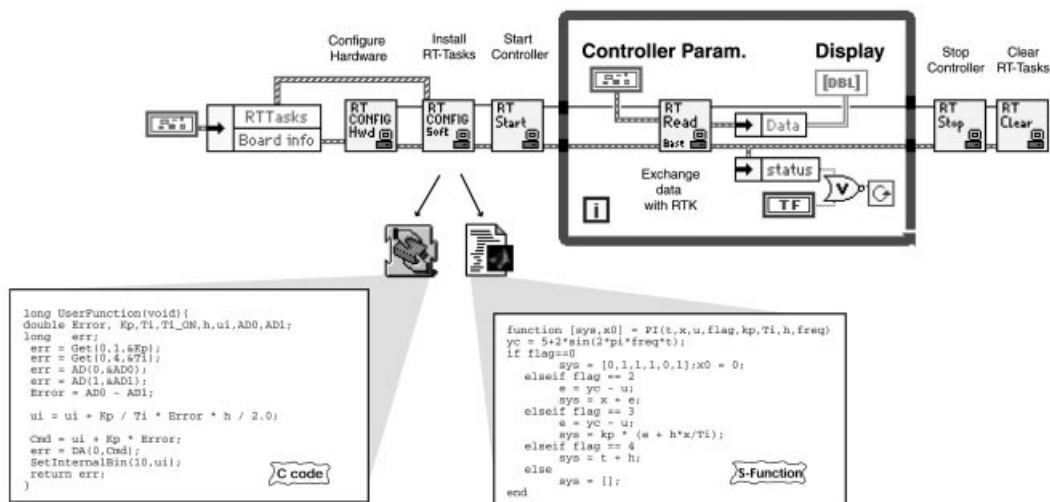 Configure
Hardware
Install
RT-Tasks
Start
Controller
Controller Param.
Display
Stop
Controller
Clear
RT-Tasks
[DBL]
RTTasks
Board info
RT
CONFIG
Hwd
RT
CONFIG
Soft
RT
Start
RT
Read
Base
Data
RT
Stop
RT
Clear
status
V
TF
Exchange
data
with RTK
i
long UserFunction(void){
double Error, Kp,Ti,Ti_ON,h,ui,AD0,AD1;
long err;
err = Get(0,1,&Kp);
err = Get(0,4,&Ti);
err = AD(0,&AD0);
err = AD(1,&AD1);
Error = AD0 - AD1;
ui = ui + Kp / Ti * Error * h / 2.0;
Cmd = ui + Kp * Error;
err = DA(0,Cmd);
SetInternalBin(10,ui);
return err;
}
C code
function [sys,x0] = PI(t,x,u,flag,kp,Ti,h,freq)
yc = 5+2*sin(2*pi*freq*t);
if flag==0
sys = [0,1,1,1,0,1];x0 = 0;
elseif flag == 2
e = yc - u;
sys = x + e;
elseif flag == 3
e = yc - u;
sys = kp * (e + h*x/Ti);
elseif flag == 4
sys = t + h;
else
sys = [];
end
S-Function